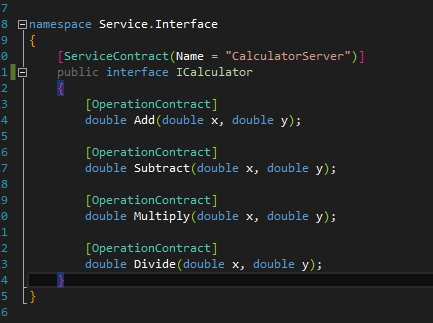 7
8 namespace Service.Interface
9 {
0 [ServiceContract(Name = "CalculatorServer")]
1 public interface ICalculator
2 {
3 [OperationContract]
4 double Add(double x, double y);
5
6 [OperationContract]
7 double Subtract(double x, double y);
8
9 [OperationContract]
0 double Multiply(double x, double y);
1
2 [OperationContract]
3 double Divide(double x, double y);
4 }
5 }
6